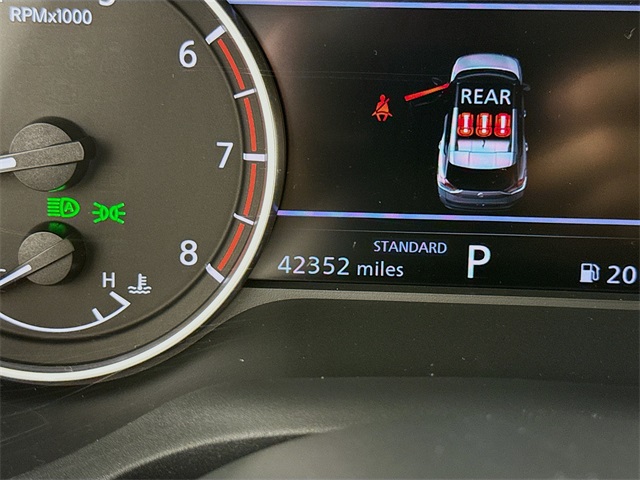 RPMx1000
6
7
8
H
REAR
STANDARD
P
42352 miles
20